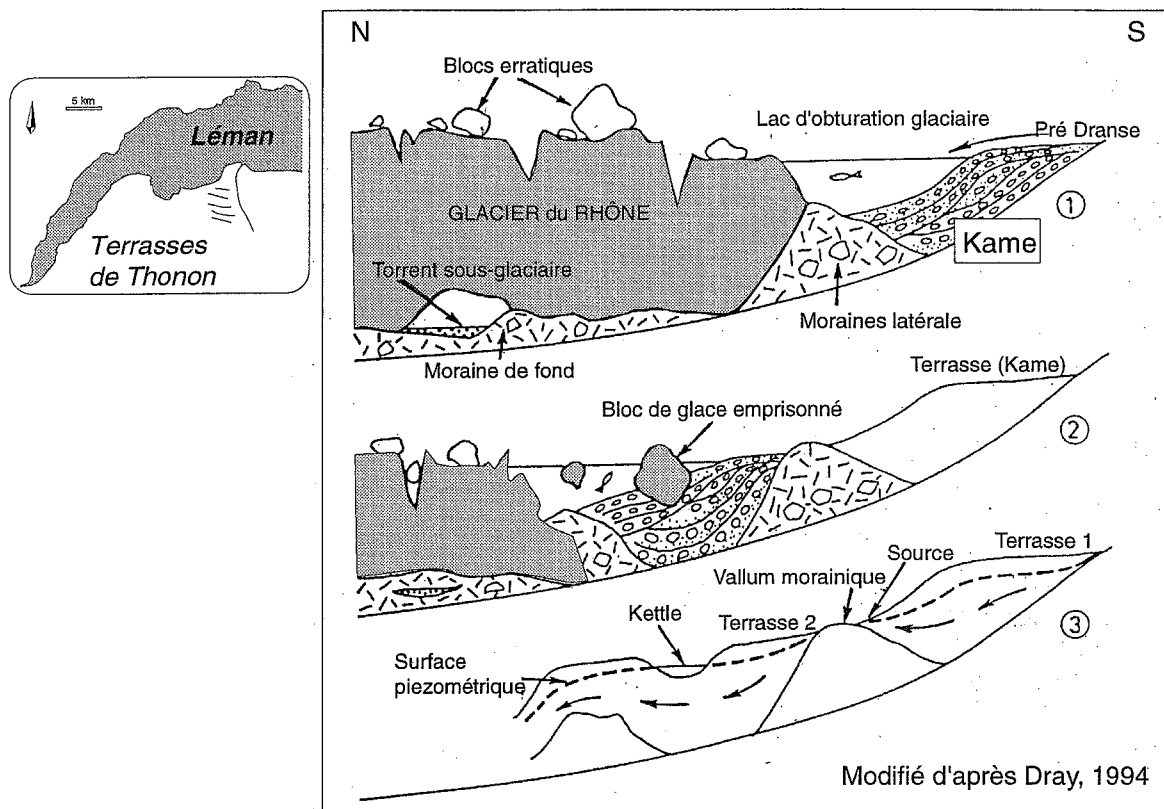 5 km
Léman
Terrasses
de Thonon
N
S
Blocs erratiques
Lac d'obturation glaciaire
Pré Dranse
GLACIER du RHÔNE
1
Kame
Torrent sous-glaciaire
Moraines latérale
Moraine de fond
Terrasse (Kame)
Bloc de glace emprisonné
2
Terrasse 1
Source
Vallum morainique
Terrasse 2
Kettle
3
Surface
piezométrique
Modifié d'après Dray, 1994